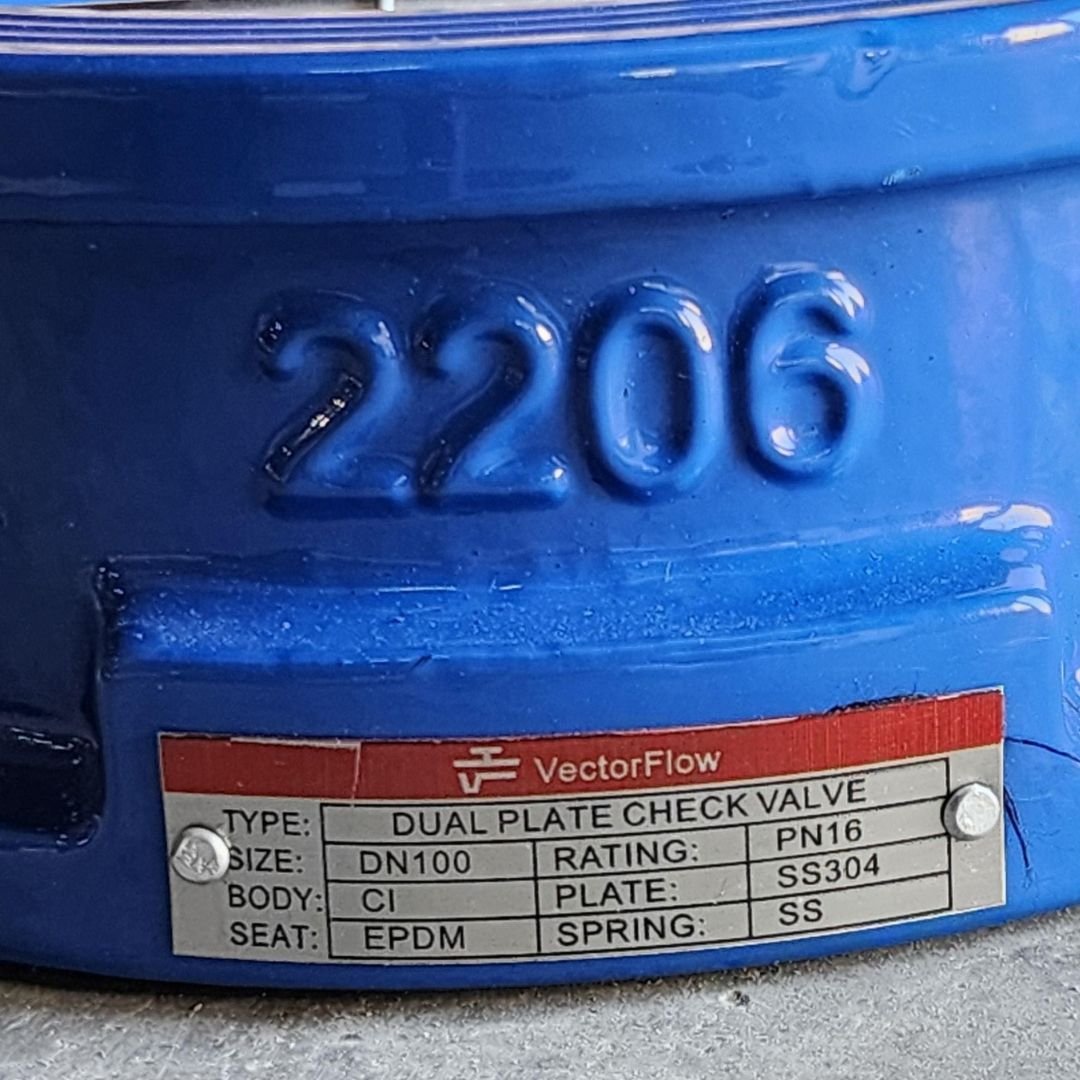 2206
VectorFlow
TYPE: DUAL PLATE CHECK VALVE
SIZE: DN100 RATING: PN16
BODY: CI PLATE: SS304
SEAT: EPDM SPRING: SS